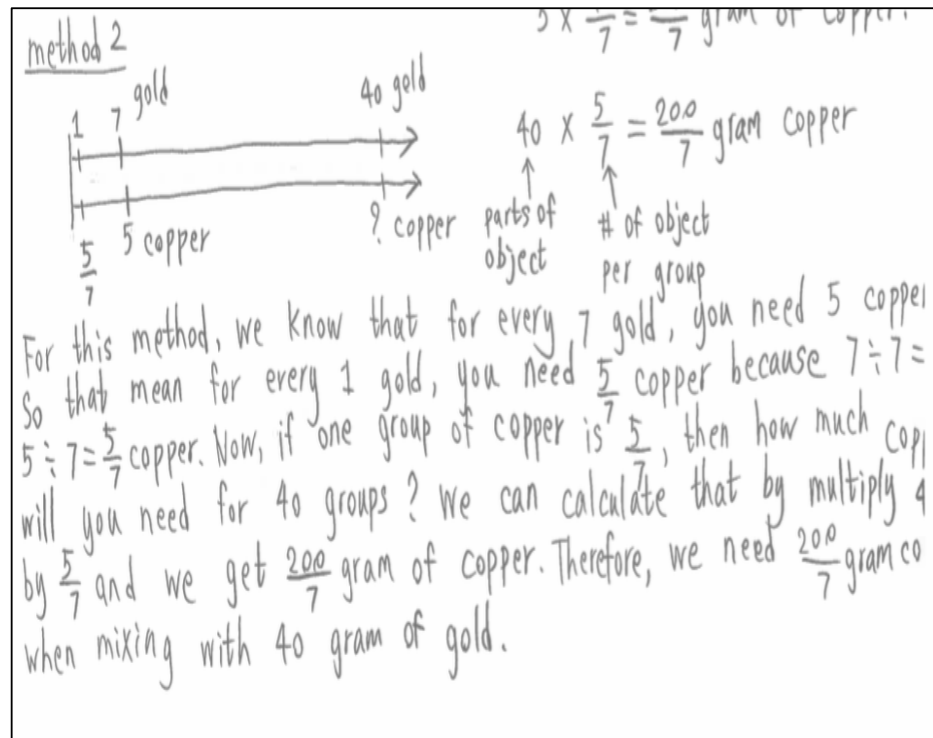 method 2
gram of copper.
1 7 gold 40 gold
40 × 5/7 = 200/7 gram copper
5/7 5 copper ? copper
parts of object
# of object per group
For this method, we know that for every 7 gold, you need 5 copper
So that mean for every 1 gold, you need 5/7 copper because 7 ÷ 7 =
5 ÷ 7 = 5/7 copper. Now, if one group of copper is 5/7, then how much
will you need for 40 groups? We can calculate that by multiply 4
by 5/7 and we get 200/7 gram of copper. Therefore, we need 200/7 gram co
when mixing with 40 gram of gold.